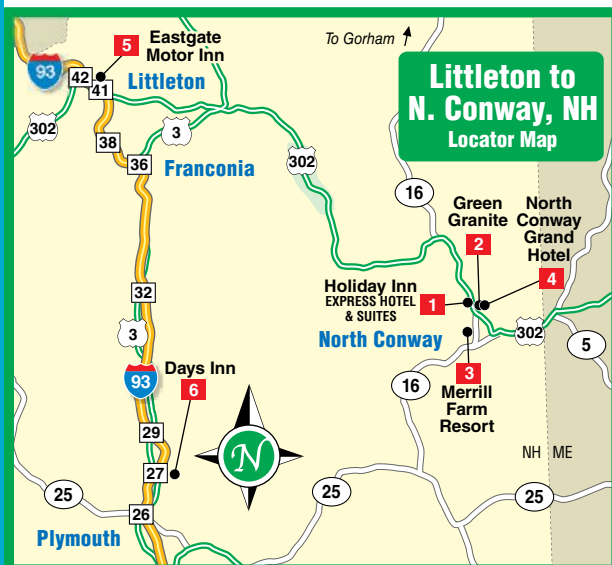 To Gorham
Littleton to
N. Conway, NH
Locator Map
5
Eastgate
Motor Inn
93
42
41
Littleton
302
3
38
36
Franconia
302
16
Green
Granite
2
North
Conway
Grand
Hotel
4
Holiday Inn
EXPRESS HOTEL
& SUITES
1
North Conway
302
5
3
Merrill
Farm
Resort
16
32
3
93
Days Inn
6
29
27
N
NH ME
25
26
25
25
Plymouth